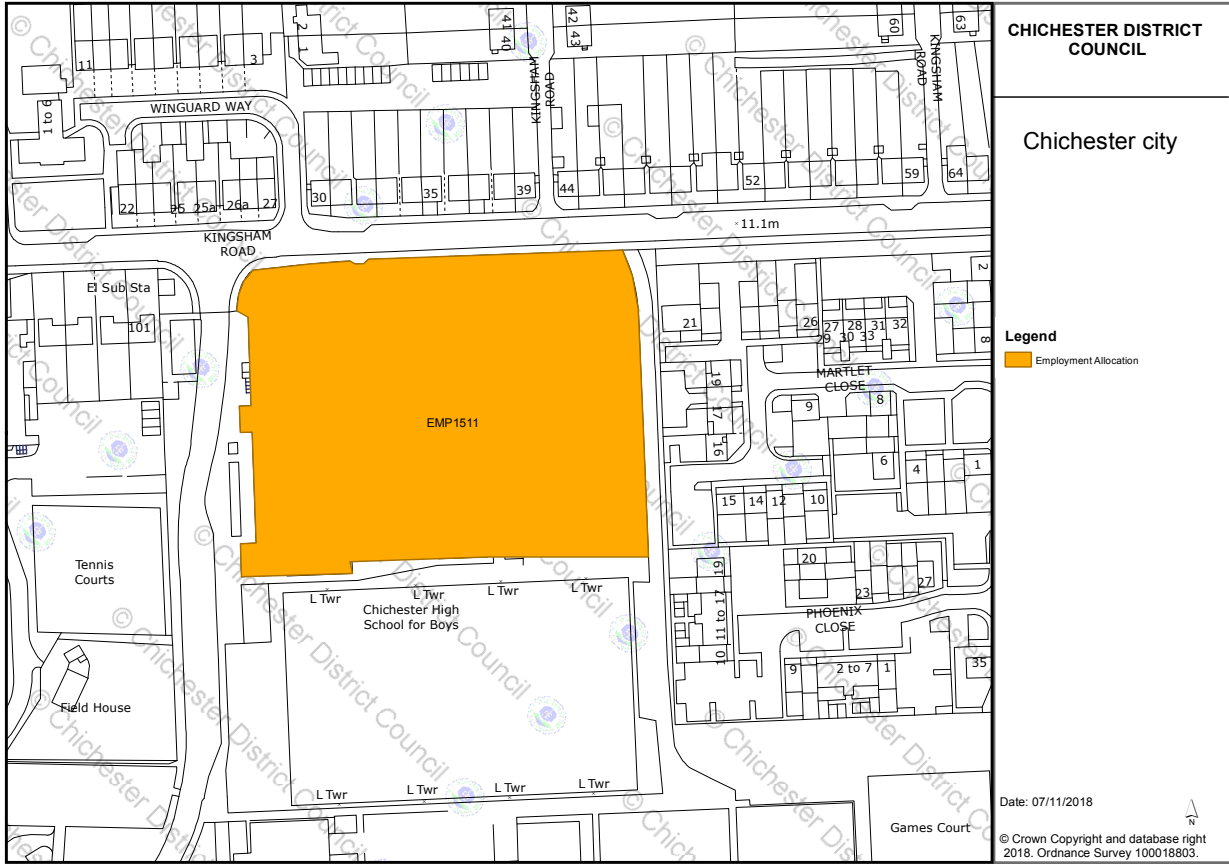 CHICHESTER DISTRICT
COUNCIL
Chichester city
Legend
Employment Allocation
Date: 07/11/2018
N
© Crown Copyright and database right
2018. Ordnance Survey 100018803.
© Chichester District Council
41 40
42
43
60
63
2 1
11
3
1 to 6
WINGUARD WAY
KINGSHAM
ROAD
KINGSHAM
ROAD
22
25
25a
26a
27
30
35
39
44
52
59
64
11.1m
KINGSHAM
ROAD
El Sub Sta
101
EMP1511
21
26
27
28
31
32
29
30
33
2
8
MARTLET
CLOSE
19
17
16
9
8
6
4
1
15
14
12
10
Tennis
Courts
L Twr
L Twr
L Twr
L Twr
Chichester High
School for Boys
19
11 to 17
10
20
23
27
PHOENIX
CLOSE
9
2 to 7
1
35
Field House
L Twr
L Twr
L Twr
L Twr
Games Court